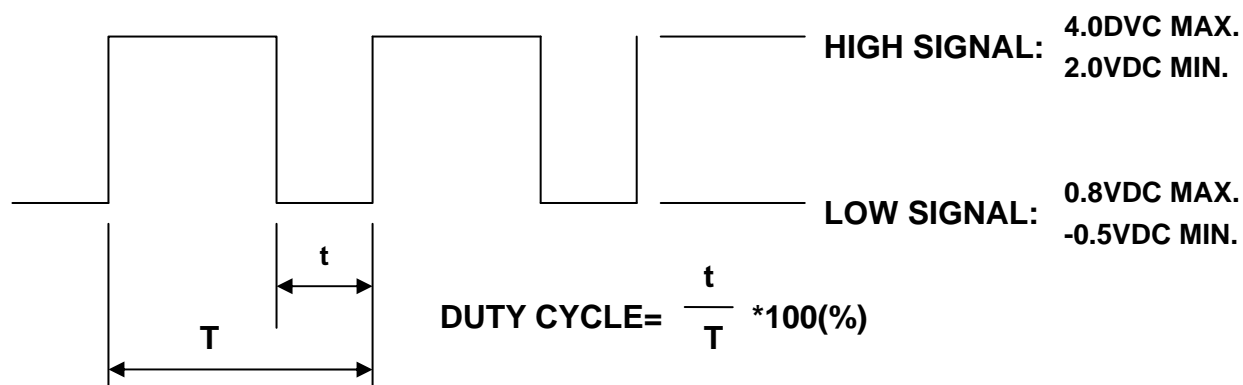 HIGH SIGNAL: 4.0DVC MAX.
2.0VDC MIN.
LOW SIGNAL: 0.8VDC MAX.
-0.5VDC MIN.
t
T
DUTY CYCLE= t
T *100(%)